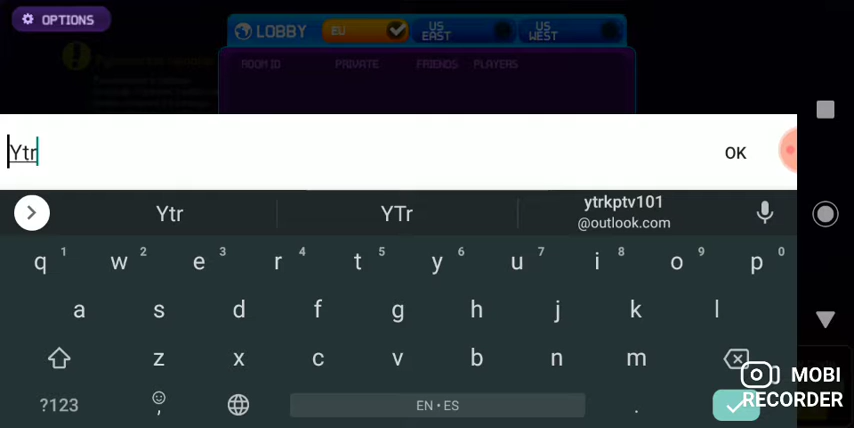 OPTIONS
LOBBY
EU
US EAST
US WEST
ROOM ID
PRIVATE
FRIENDS
PLAYERS
Ytr
OK
Ytr
YTr
ytrkptv101
@outlook.com
q 1 w 2 e 3 r 4 t 5 y 6 u 7 i 8 o 9 p 0
a s d f g h j k l
z x c v b n m
?123
,
EN • ES
.
MOBI
RECORDER